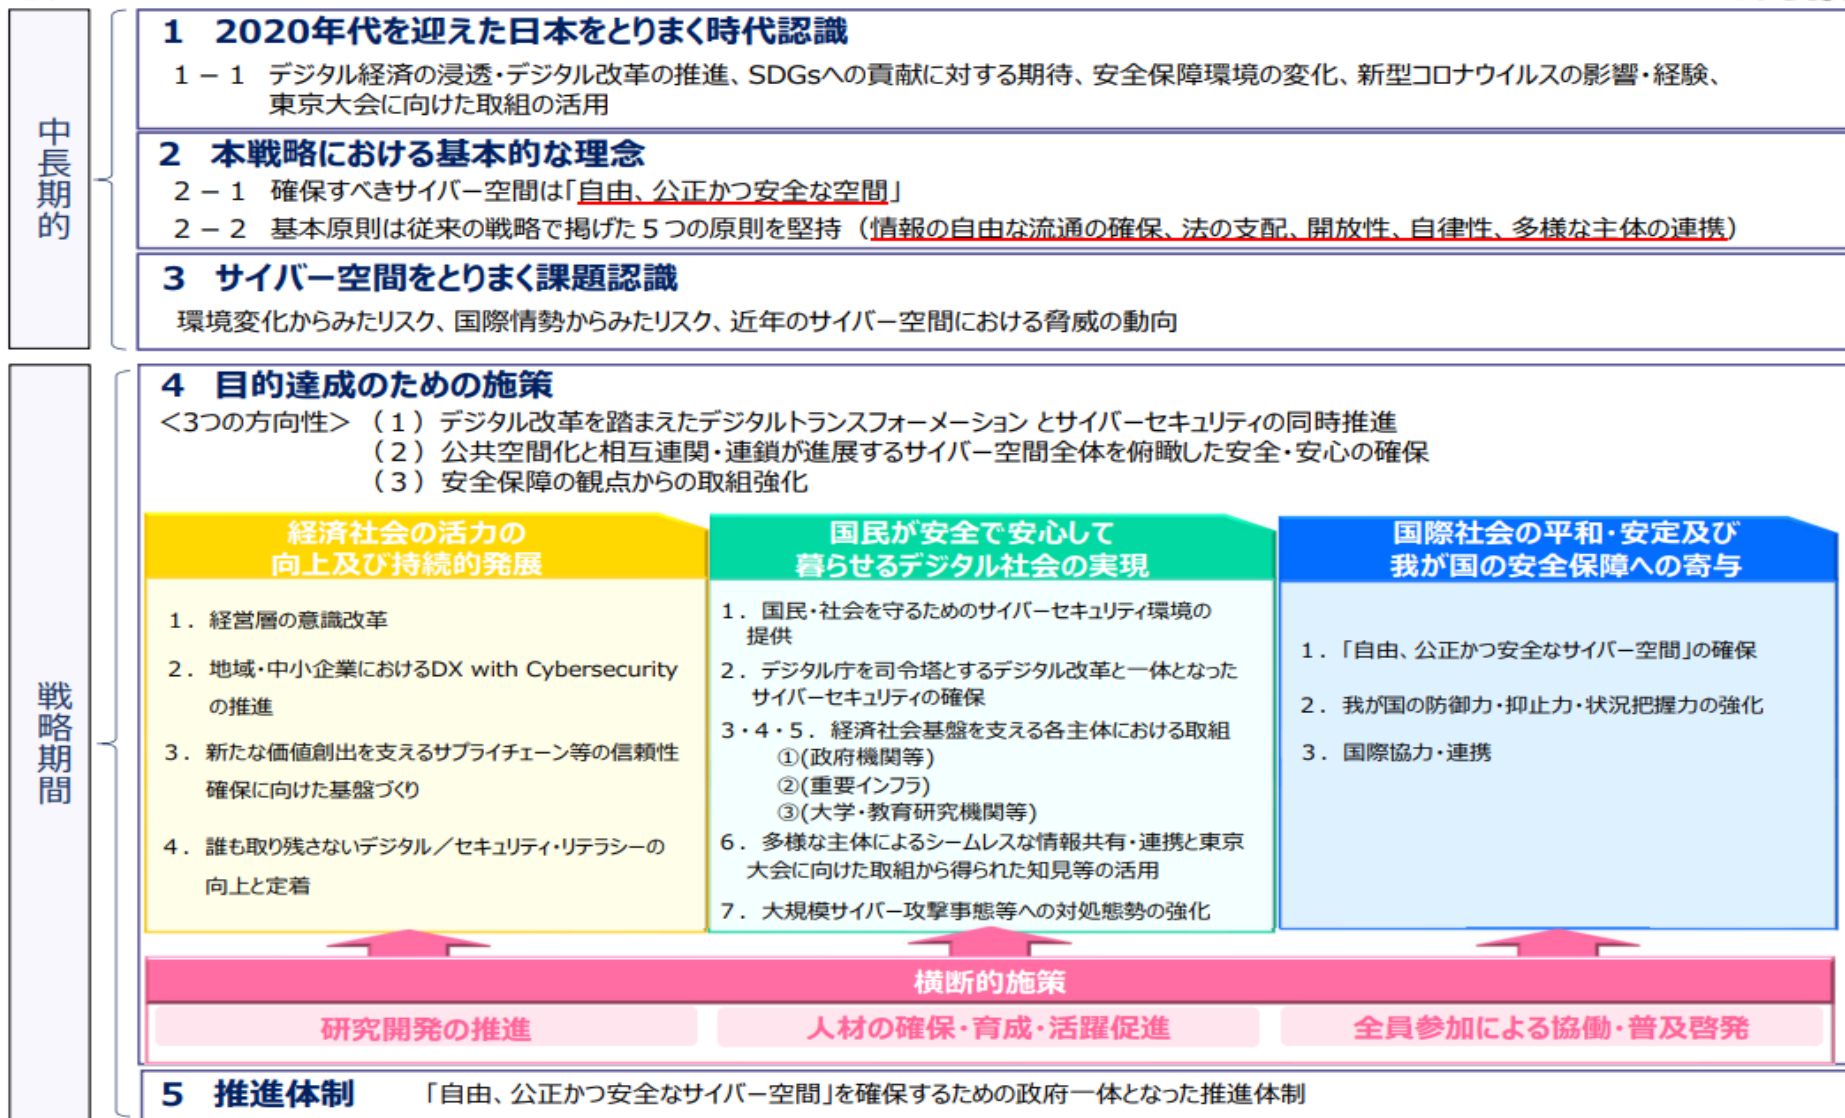 中長期的
1 2020年代を迎えた日本をとりまく時代認識
1－1 デジタル経済の浸透・デジタル改革の推進、SDGsへの貢献に対する期待、安全保障環境の変化、新型コロナウイルスの影響・経験、
東京大会に向けた取組の活用
2 本戦略における基本的な理念
2－1 確保すべきサイバー空間は「自由、公正かつ安全な空間」
2－2 基本原則は従来の戦略で掲げた５つの原則を堅持（情報の自由な流通の確保、法の支配、開放性、自律性、多様な主体の連携）
3 サイバー空間をとりまく課題認識
環境変化からみたリスク、国際情勢からみたリスク、近年のサイバー空間における脅威の動向
戦略期間
4 目的達成のための施策
＜3つの方向性＞（１）デジタル改革を踏まえたデジタルトランスフォーメーション とサイバーセキュリティの同時推進
（２）公共空間化と相互連関・連鎖が進展するサイバー空間全体を俯瞰した安全・安心の確保
（３）安全保障の観点からの取組強化
経済社会の活力の
向上及び持続的発展
１．経営層の意識改革
２．地域・中小企業におけるDX with Cybersecurity
の推進
３．新たな価値創出を支えるサプライチェーン等の信頼性
確保に向けた基盤づくり
４．誰も取り残さないデジタル／セキュリティ・リテラシーの
向上と定着
国民が安全で安心して
暮らせるデジタル社会の実現
１．国民・社会を守るためのサイバーセキュリティ環境の
提供
２．デジタル庁を司令塔とするデジタル改革と一体となった
サイバーセキュリティの確保
３・４・５．経済社会基盤を支える各主体における取組
①(政府機関等)
②(重要インフラ)
③(大学・教育研究機関等)
６．多様な主体によるシームレスな情報共有・連携と東京
大会に向けた取組から得られた知見等の活用
７．大規模サイバー攻撃事態等への対処態勢の強化
国際社会の平和・安定及び
我が国の安全保障への寄与
１．「自由、公正かつ安全なサイバー空間」の確保
２．我が国の防御力・抑止力・状況把握力の強化
３．国際協力・連携
横断的施策
研究開発の推進
人材の確保・育成・活躍促進
全員参加による協働・普及啓発
5 推進体制 「自由、公正かつ安全なサイバー空間」を確保するための政府一体となった推進体制